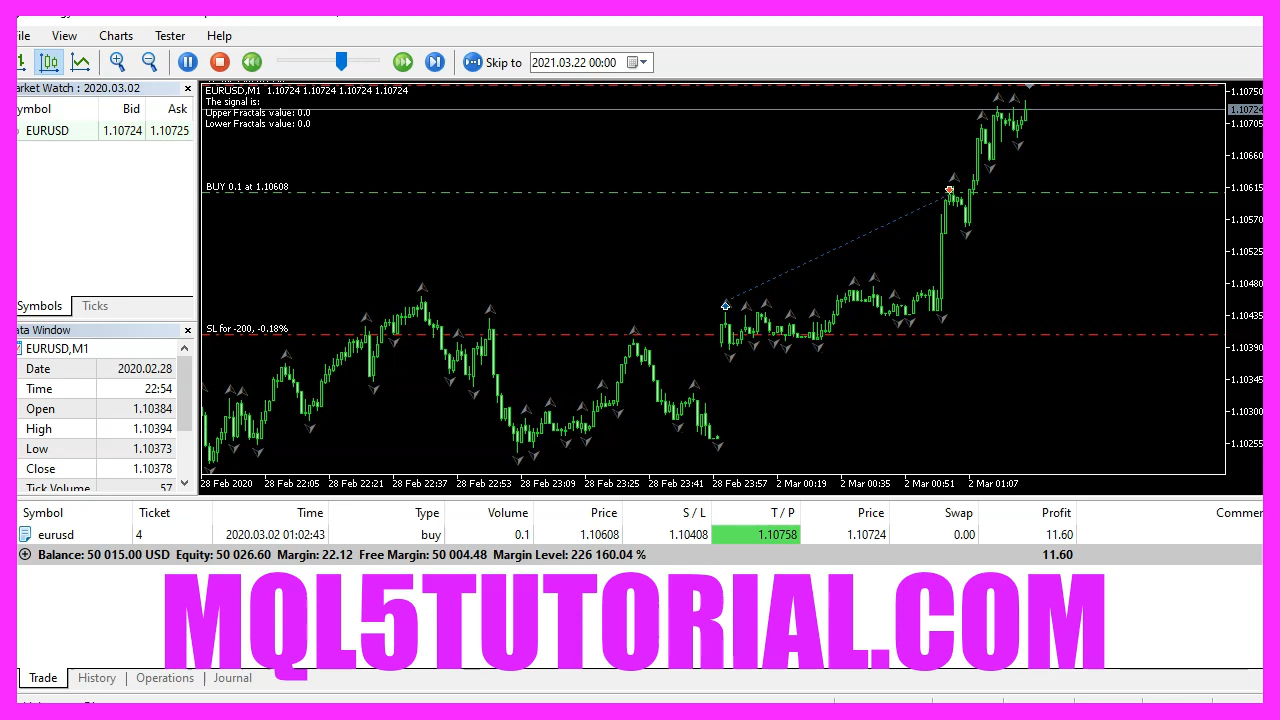 ile View Charts Tester Help
Skip to 2021.03.22 00:00
arket Watch : 2020.03.02
ymbol Bid Ask
EURUSD 1.10724 1.10725
Symbols Ticks
ata Window
EURUSD,M1
Date 2020.02.28
Time 22:54
Open 1.10384
High 1.10394
Low 1.10373
Close 1.10378
Tick Volume 57
EURUSD,M1 1.10724 1.10724 1.10724 1.10724
The signal is:
Upper Fractals value: 0.0
Lower Fractals value: 0.0
BUY 0.1 at 1.10608
SL for -200, -0.18%
1.10750
1.10724
1.10705
1.10660
1.10615
1.10570
1.10525
1.10480
1.10435
1.10390
1.10345
1.10300
1.10255
28 Feb 2020 28 Feb 22:05 28 Feb 22:21 28 Feb 22:37 28 Feb 22:53 28 Feb 23:09 28 Feb 23:25 28 Feb 23:41 28 Feb 23:57 2 Mar 00:19 2 Mar 00:35 2 Mar 00:51 2 Mar 01:07
Symbol Ticket Time Type Volume Price S / L T / P Price Swap Profit Commen
eurusd 4 2020.03.02 01:02:43 buy 0.1 1.10608 1.10408 1.10758 1.10724 0.00 11.60
Balance: 50 015.00 USD Equity: 50 026.60 Margin: 22.12 Free Margin: 50 004.48 Margin Level: 226 160.04 % 11.60
MQL5TUTORIAL.COM
Trade History Operations Journal